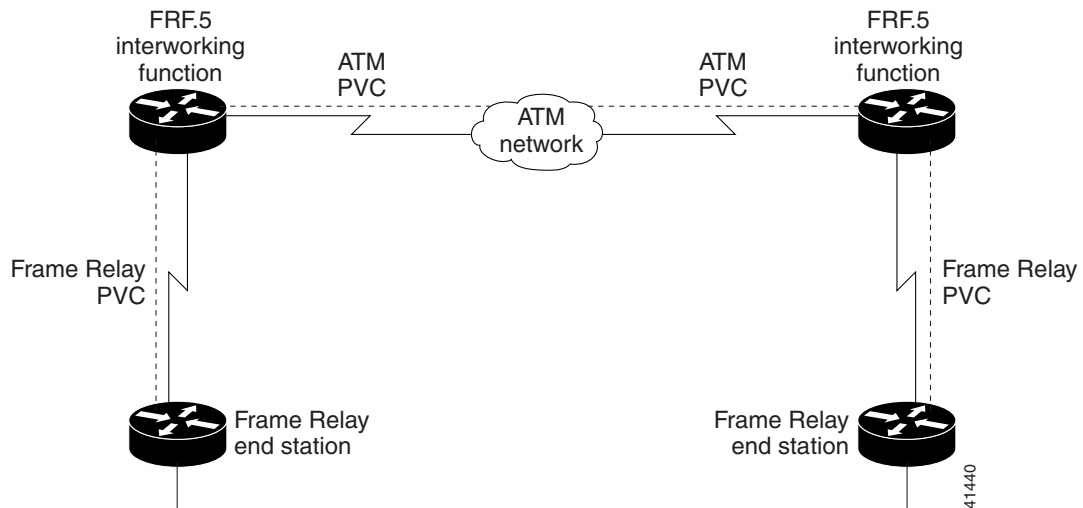 FRF.5
interworking
function
FRF.5
interworking
function
ATM
PVC
ATM
PVC
ATM
network
Frame Relay
PVC
Frame Relay
PVC
Frame Relay
end station
Frame Relay
end station
41440